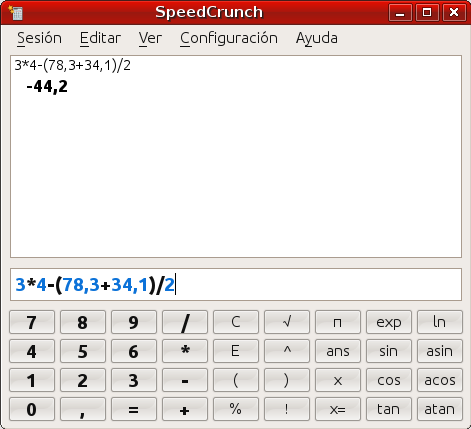 SpeedCrunch
Sesión Editar Ver Configuración Ayuda
3*4-(78,3+34,1)/2
-44,2
3*4-(78,3+34,1)/2
7 8 9 / C √ π exp ln
4 5 6 * E ^ ans sin asin
1 2 3 - ( ) x cos acos
0 , = + % ! x= tan atan